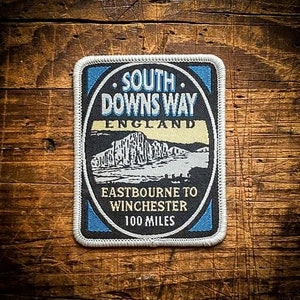 · SOUTH ·
DOWNS WAY
ENGLAND
EASTBOURNE TO
WINCHESTER
100 MILES